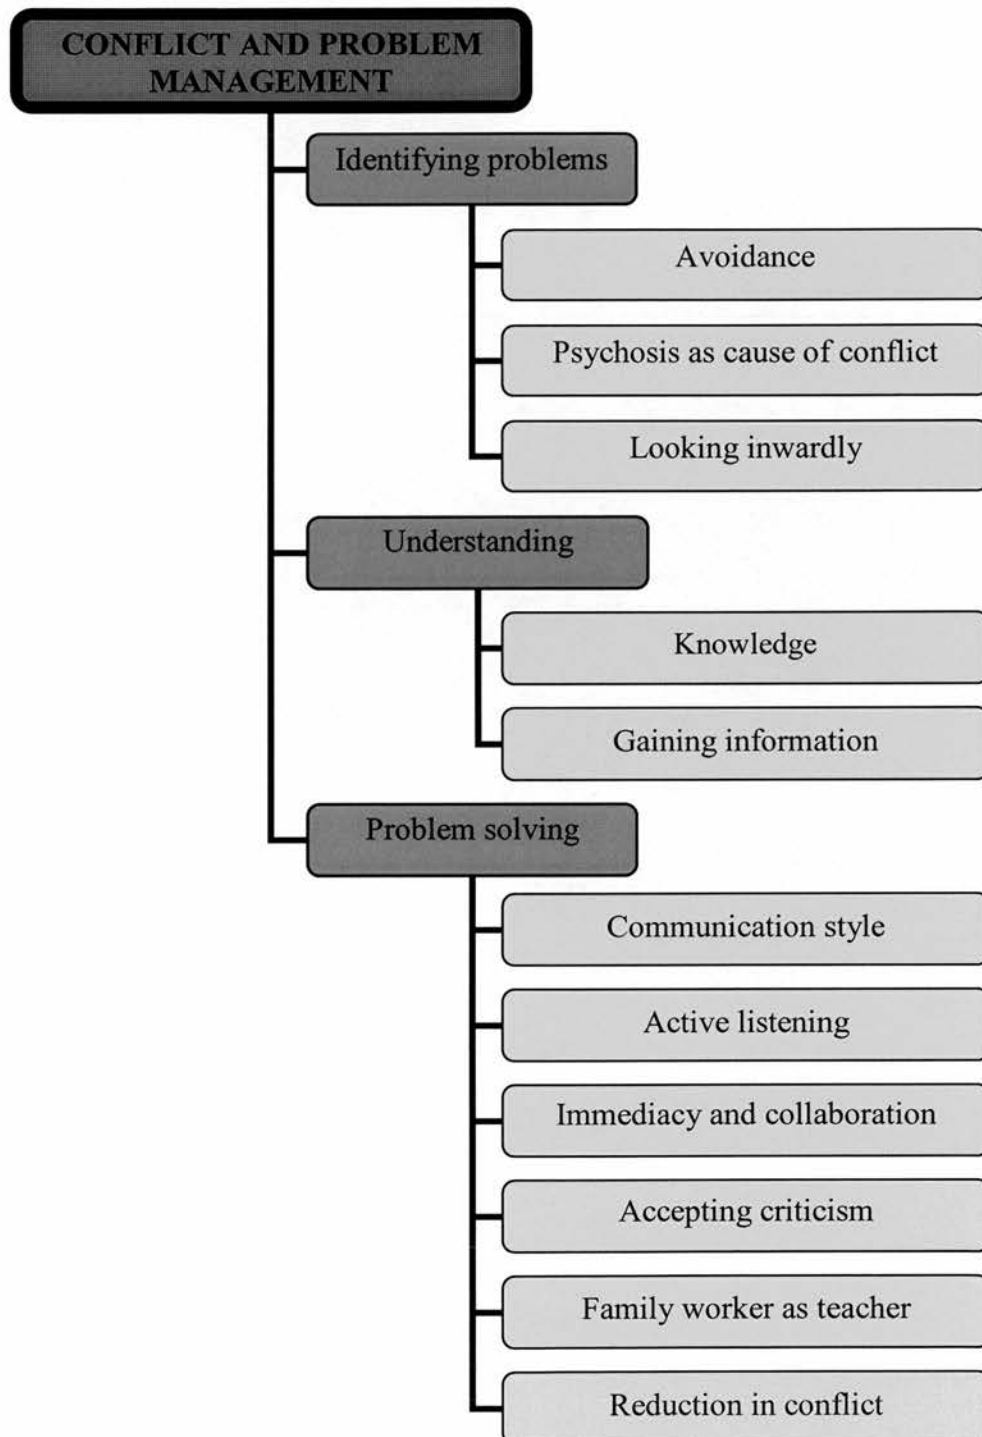 CONFLICT AND PROBLEM
MANAGEMENT
Identifying problems
Avoidance
Psychosis as cause of conflict
Looking inwardly
Understanding
Knowledge
Gaining information
Problem solving
Communication style
Active listening
Immediacy and collaboration
Accepting criticism
Family worker as teacher
Reduction in conflict